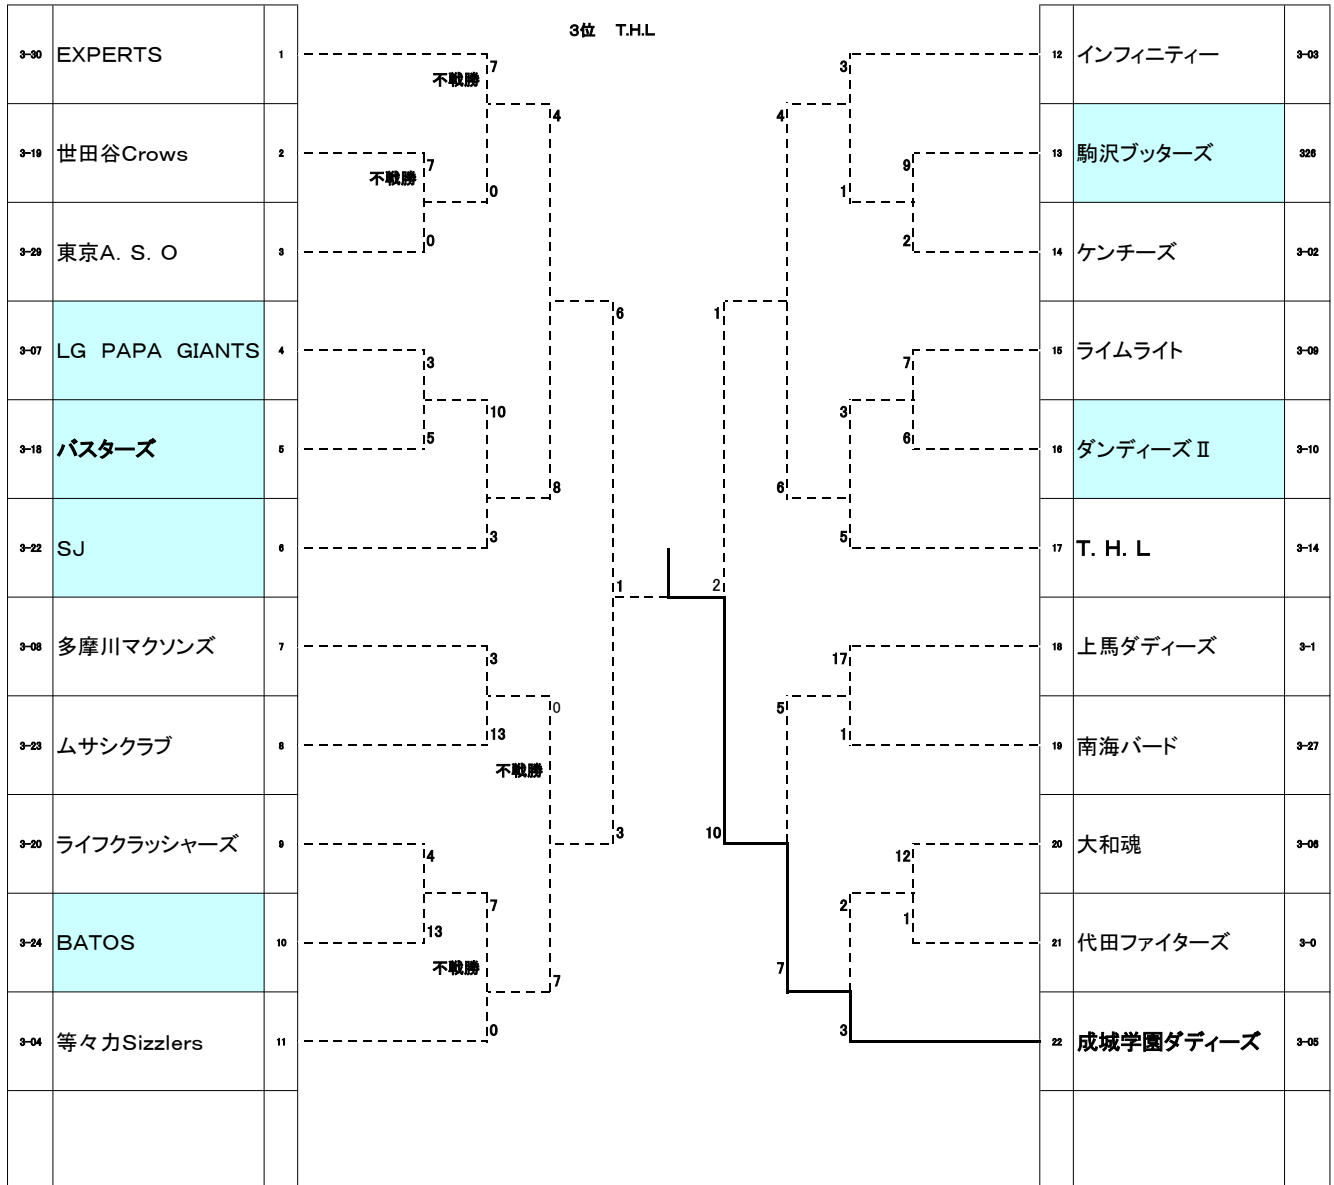 3位 T.H.L
3-30 EXPERTS 1
7
不戦勝
4
3-19 世田谷Crows 2
7
不戦勝
0
3-29 東京A.S.O 3
0
6
3-07 LG PAPA GIANTS 4
3
10
3-18 バスターズ 5
5
8
3-22 SJ 6
3
1
3-08 多摩川マクソンズ 7
3
0
3-23 ムサシクラブ 8
13
不戦勝
3
3-20 ライフクラッシャーズ 9
4
7
3-24 BATOS 10
13
不戦勝
7
3-04 等々力Sizzlers 11
0
3
12 インフィニティー 3-03
4
9
13 駒沢ブッターズ 326
1
2
14 ケンチーズ 3-02
1
7
15 ライムライト 3-09
3
6
16 ダンディーズⅡ 3-10
6
5
17 T.H.L 3-14
2
17
18 上馬ダディーズ 3-1
5
1
19 南海バード 3-27
10
12
20 大和魂 3-06
2
1
21 代田ファイターズ 3-0
7
3
22 成城学園ダディーズ 3-05